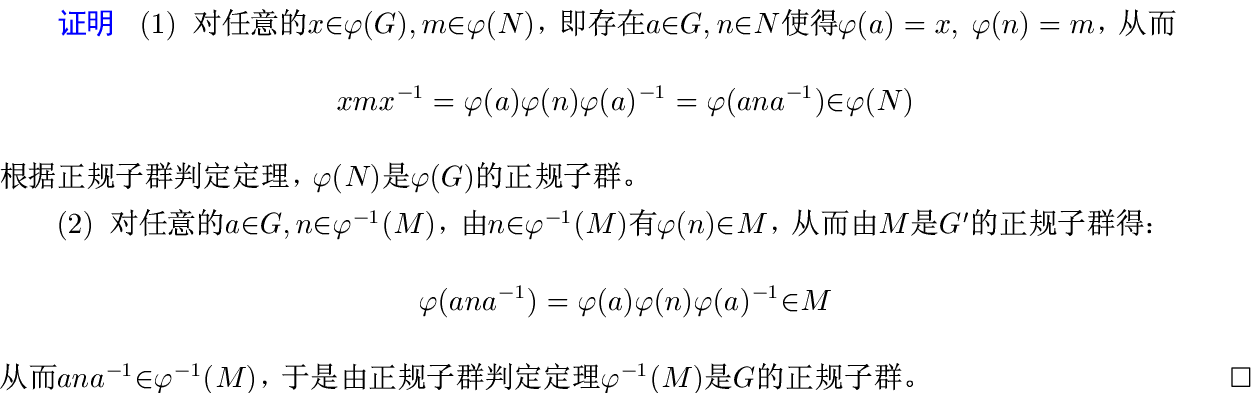 证明 (1) 对任意的x∈φ(G), m∈φ(N)，即存在a∈G, n∈N使得φ(a) = x, φ(n) = m，从而
xmx⁻¹ = φ(a)φ(n)φ(a)⁻¹ = φ(ana⁻¹)∈φ(N)
根据正规子群判定定理，φ(N)是φ(G)的正规子群。
(2) 对任意的a∈G, n∈φ⁻¹(M)，由n∈φ⁻¹(M)有φ(n)∈M，从而由M是G′的正规子群得：
φ(ana⁻¹) = φ(a)φ(n)φ(a)⁻¹∈M
从而ana⁻¹∈φ⁻¹(M)，于是由正规子群判定定理φ⁻¹(M)是G的正规子群。 □